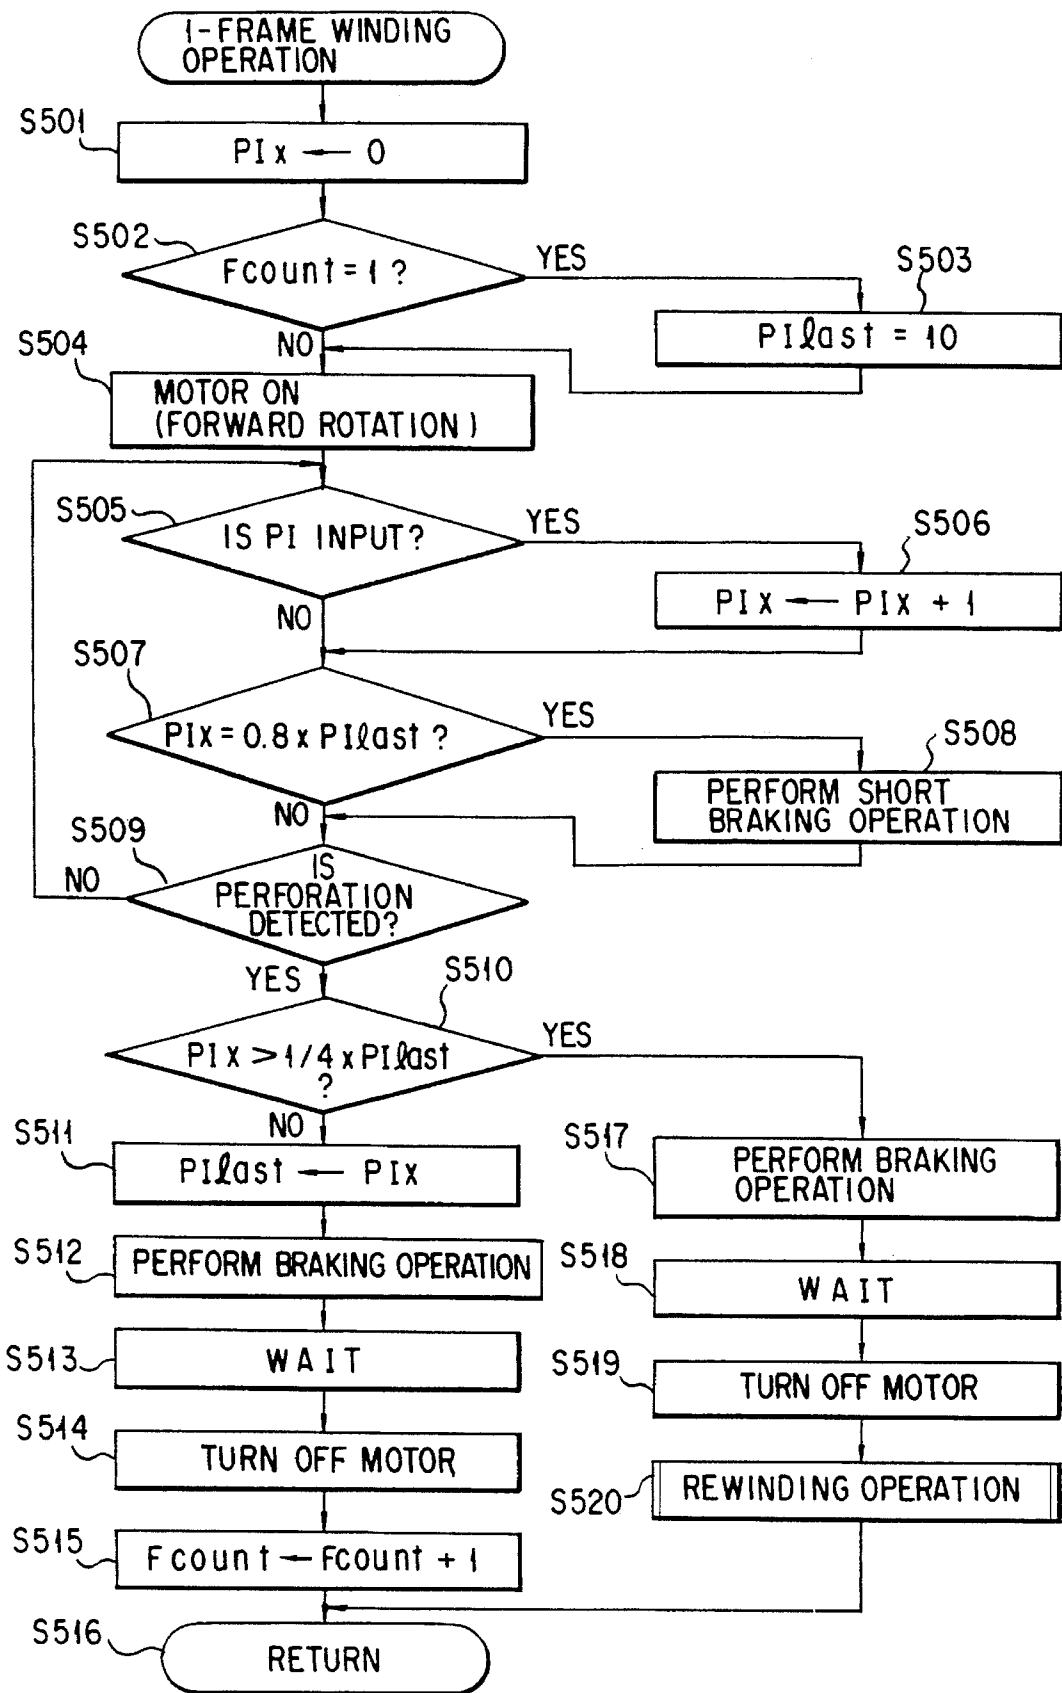 1-FRAME WINDING
OPERATION
S501
PIx ← 0
S502
Fcount = 1 ?
YES
S503
PIlast = 10
NO
S504
MOTOR ON
(FORWARD ROTATION)
S505
IS PI INPUT?
YES
S506
PIx ← PIx + 1
NO
S507
PIx = 0.8 x PIlast ?
YES
S508
PERFORM SHORT
BRAKING OPERATION
NO
S509
IS
PERFORATION
DETECTED?
NO
YES
S510
PIx > 1/4 x PIlast
?
YES
NO
S511
PIlast ← PIx
S512
PERFORM BRAKING OPERATION
S513
WAIT
S514
TURN OFF MOTOR
S515
Fcount ← Fcount + 1
S516
RETURN
S517
PERFORM BRAKING
OPERATION
S518
WAIT
S519
TURN OFF MOTOR
S520
REWINDING OPERATION